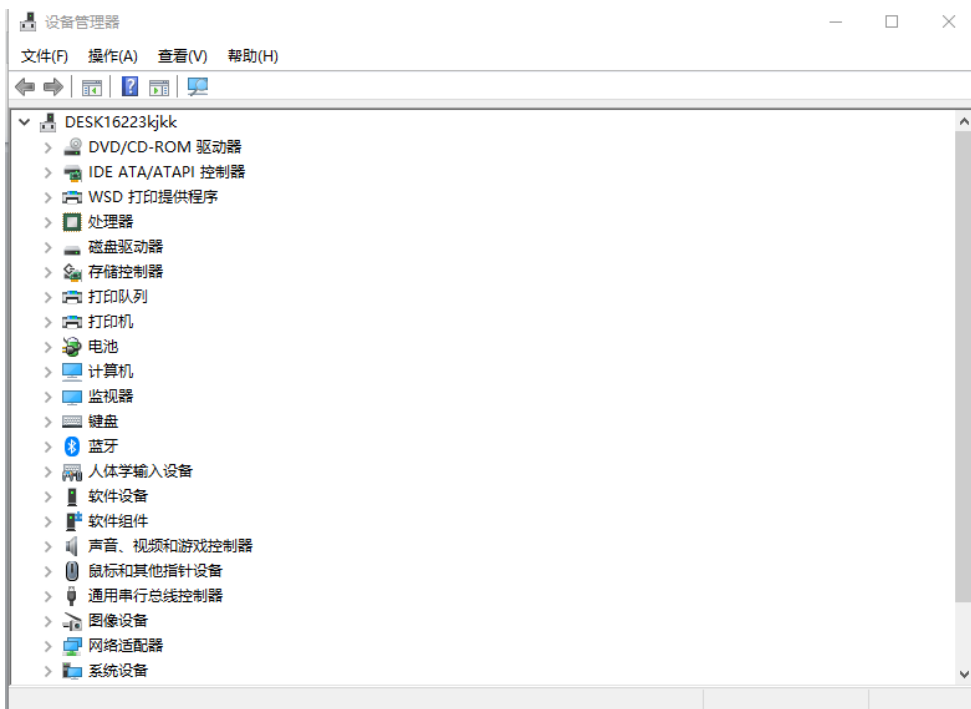 设备管理器
文件(F) 操作(A) 查看(V) 帮助(H)
DESK16223kjkk
DVD/CD-ROM 驱动器
IDE ATA/ATAPI 控制器
WSD 打印提供程序
处理器
磁盘驱动器
存储控制器
打印队列
打印机
电池
计算机
监视器
键盘
蓝牙
人体学输入设备
软件设备
软件组件
声音、视频和游戏控制器
鼠标和其他指针设备
通用串行总线控制器
图像设备
网络适配器
系统设备